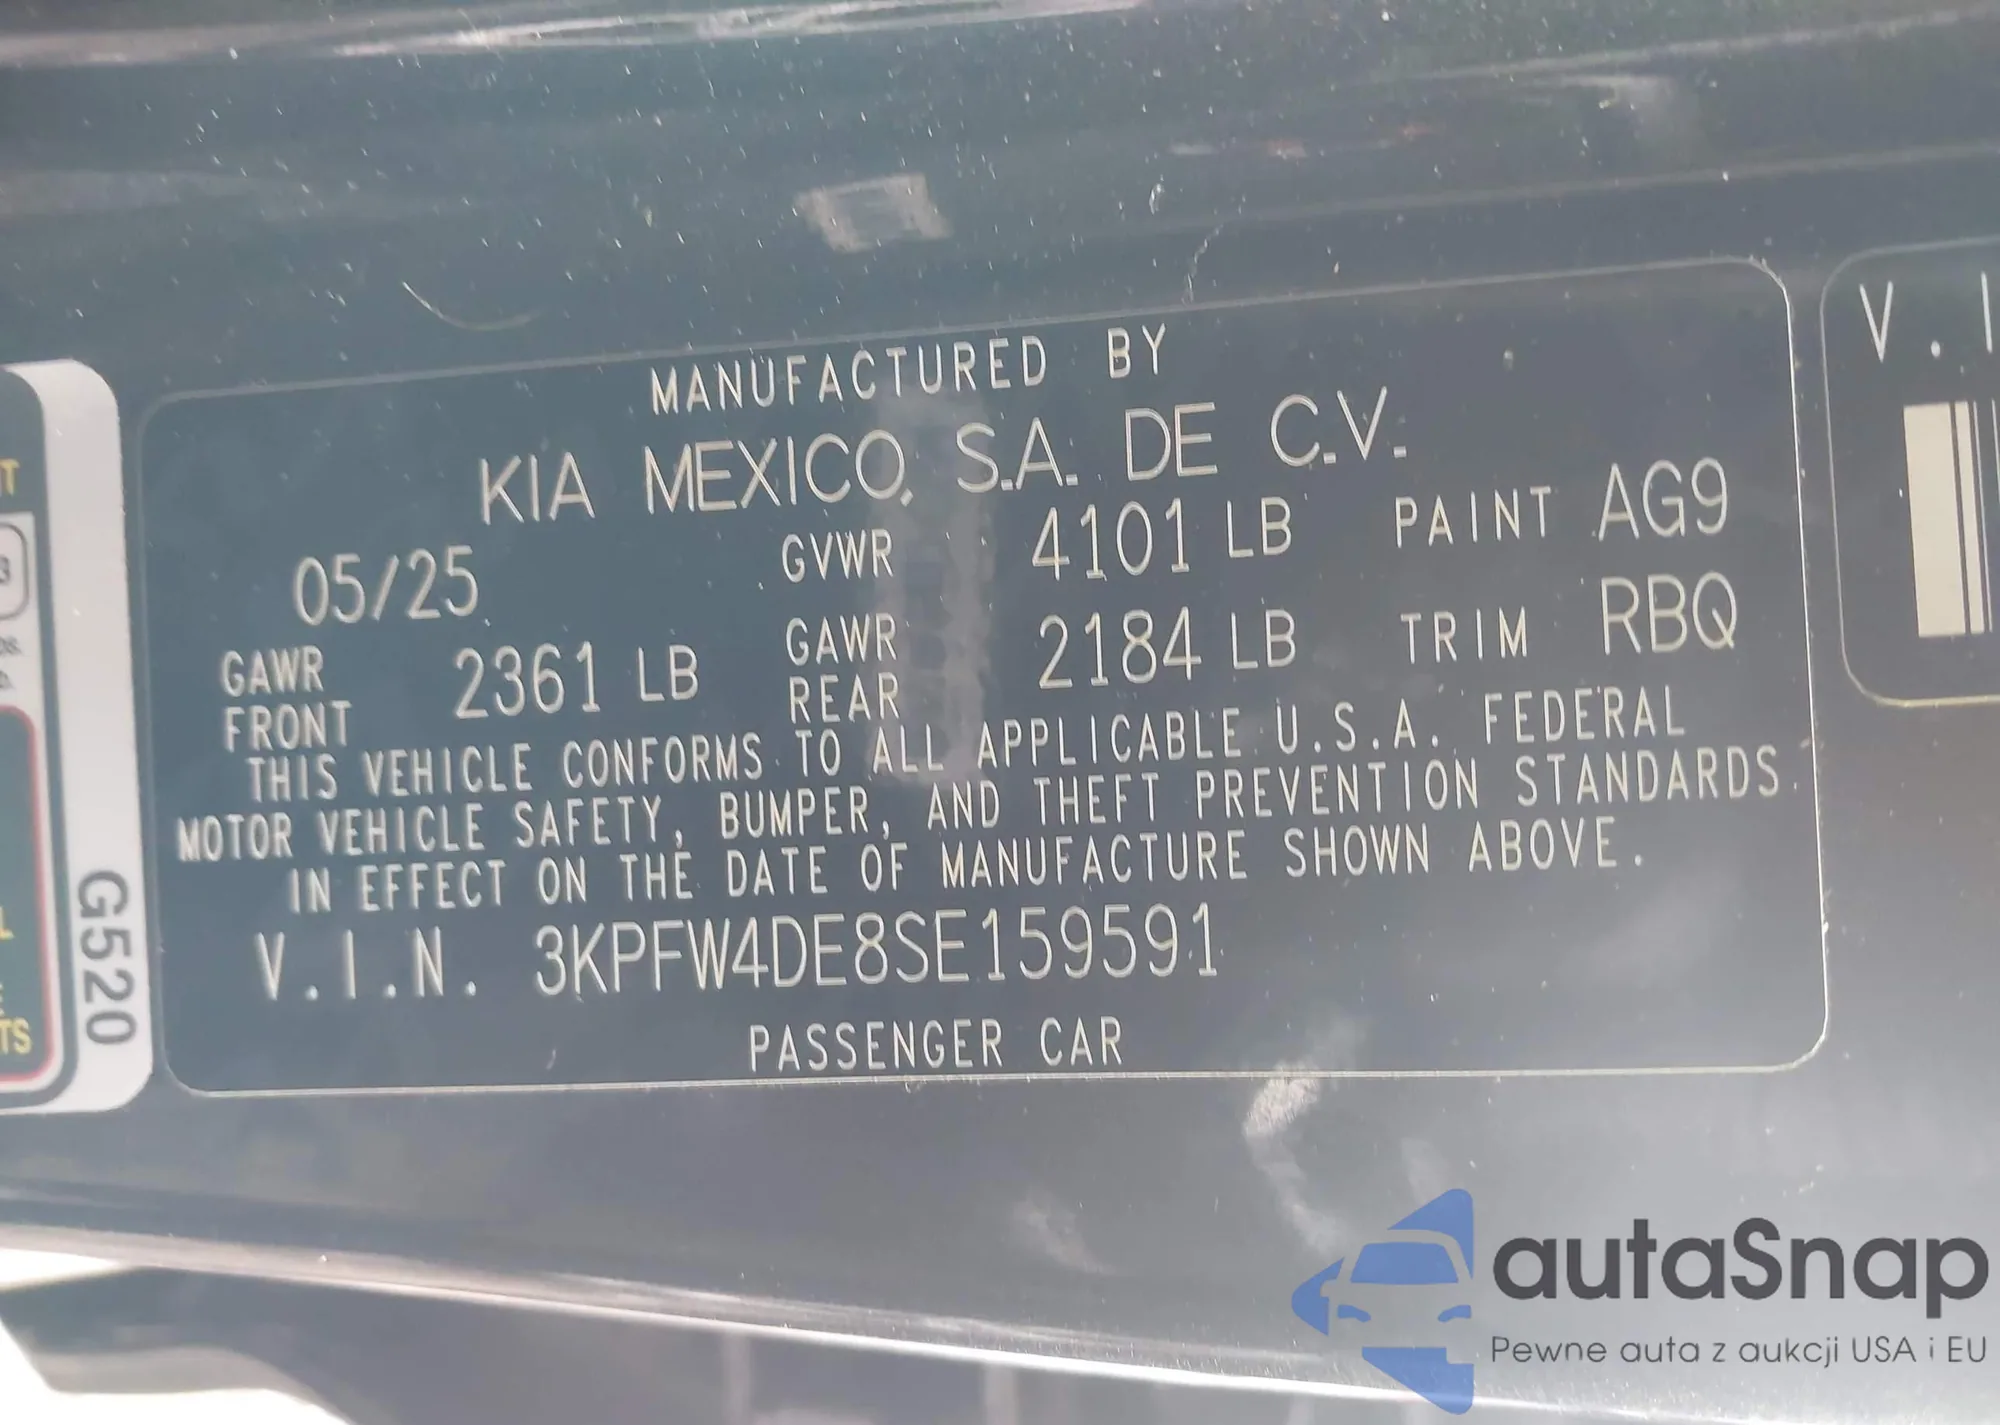 MANUFACTURED BY
KIA MEXICO, S.A. DE C.V.
05/25 GVWR 4101 LB PAINT AG9
GAWR FRONT 2361 LB GAWR REAR 2184 LB TRIM RBQ
THIS VEHICLE CONFORMS TO ALL APPLICABLE U.S.A. FEDERAL
MOTOR VEHICLE SAFETY, BUMPER, AND THEFT PREVENTION STANDARDS
IN EFFECT ON THE DATE OF MANUFACTURE SHOWN ABOVE.
V.I.N. 3KPFW4DE8SE159591
PASSENGER CAR
G520
V.I
autaSnap
Pewne auta z aukcji USA i EU